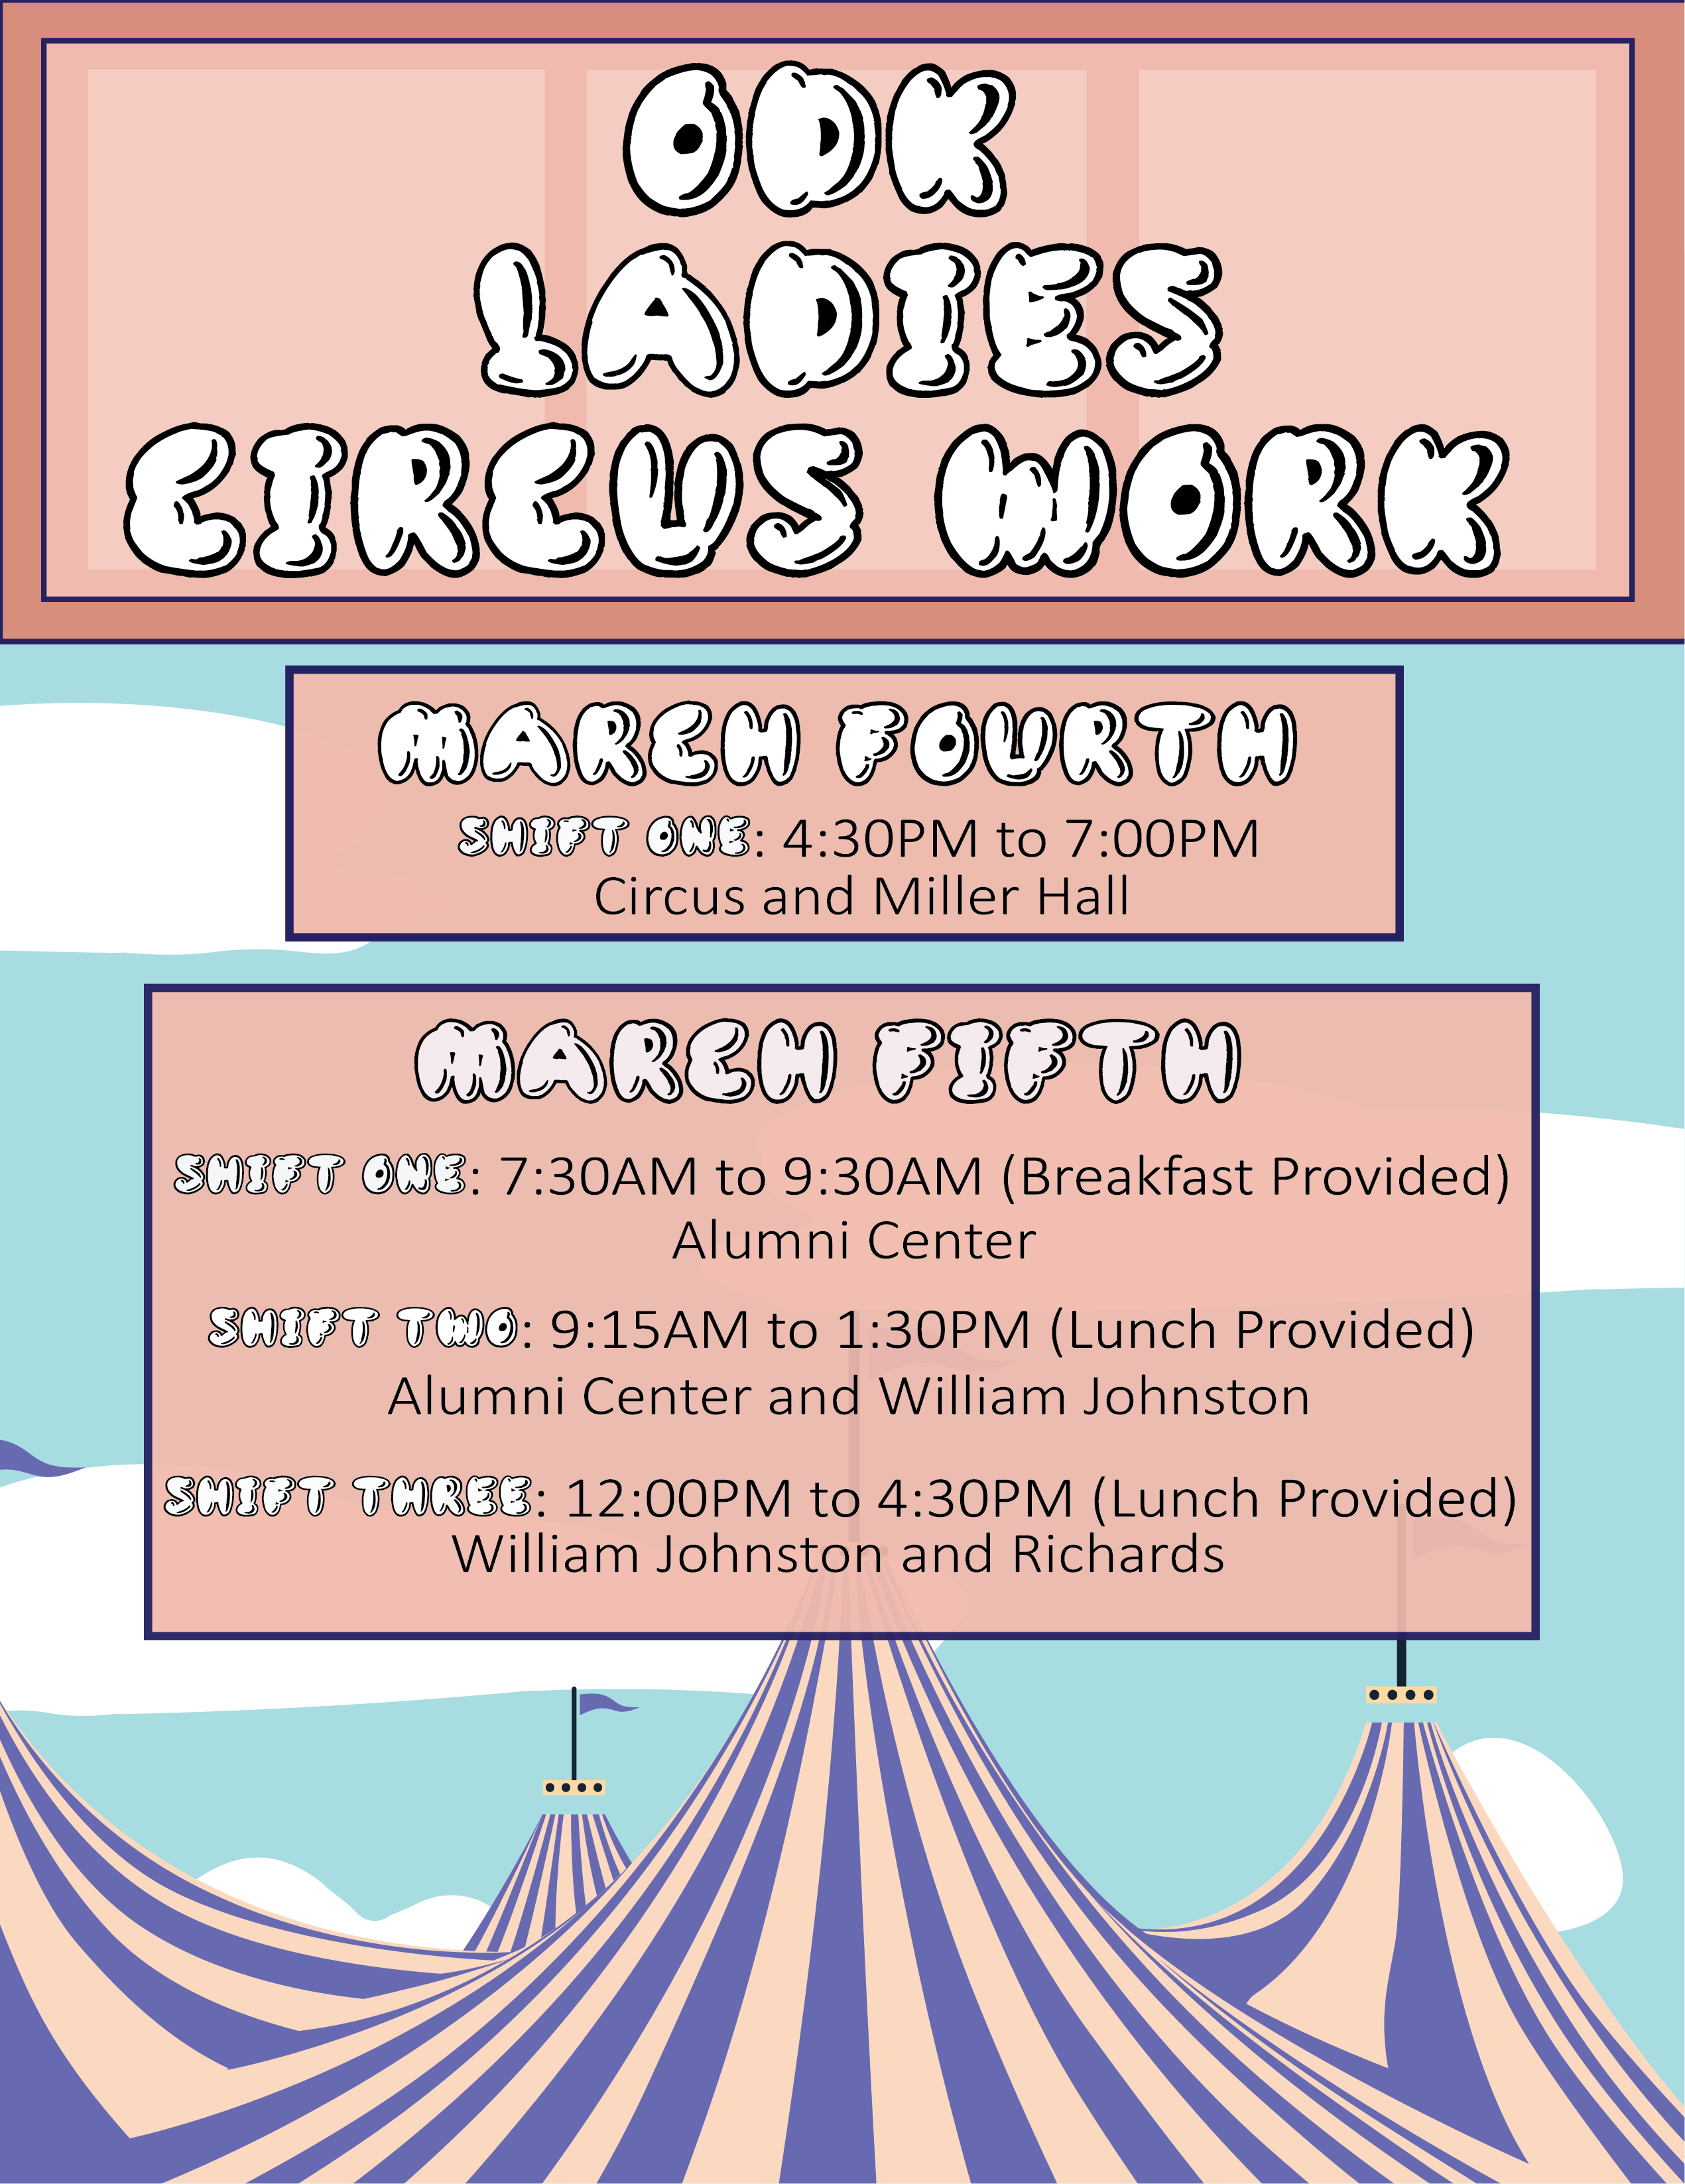 ODK
LADIES
CIRCUS WORK
MARCH FOURTH
SHIFT ONE: 4:30PM to 7:00PM
Circus and Miller Hall
MARCH FIFTH
SHIFT ONE: 7:30AM to 9:30AM (Breakfast Provided)
Alumni Center
SHIFT TWO: 9:15AM to 1:30PM (Lunch Provided)
Alumni Center and William Johnston
SHIFT THREE: 12:00PM to 4:30PM (Lunch Provided)
William Johnston and Richards